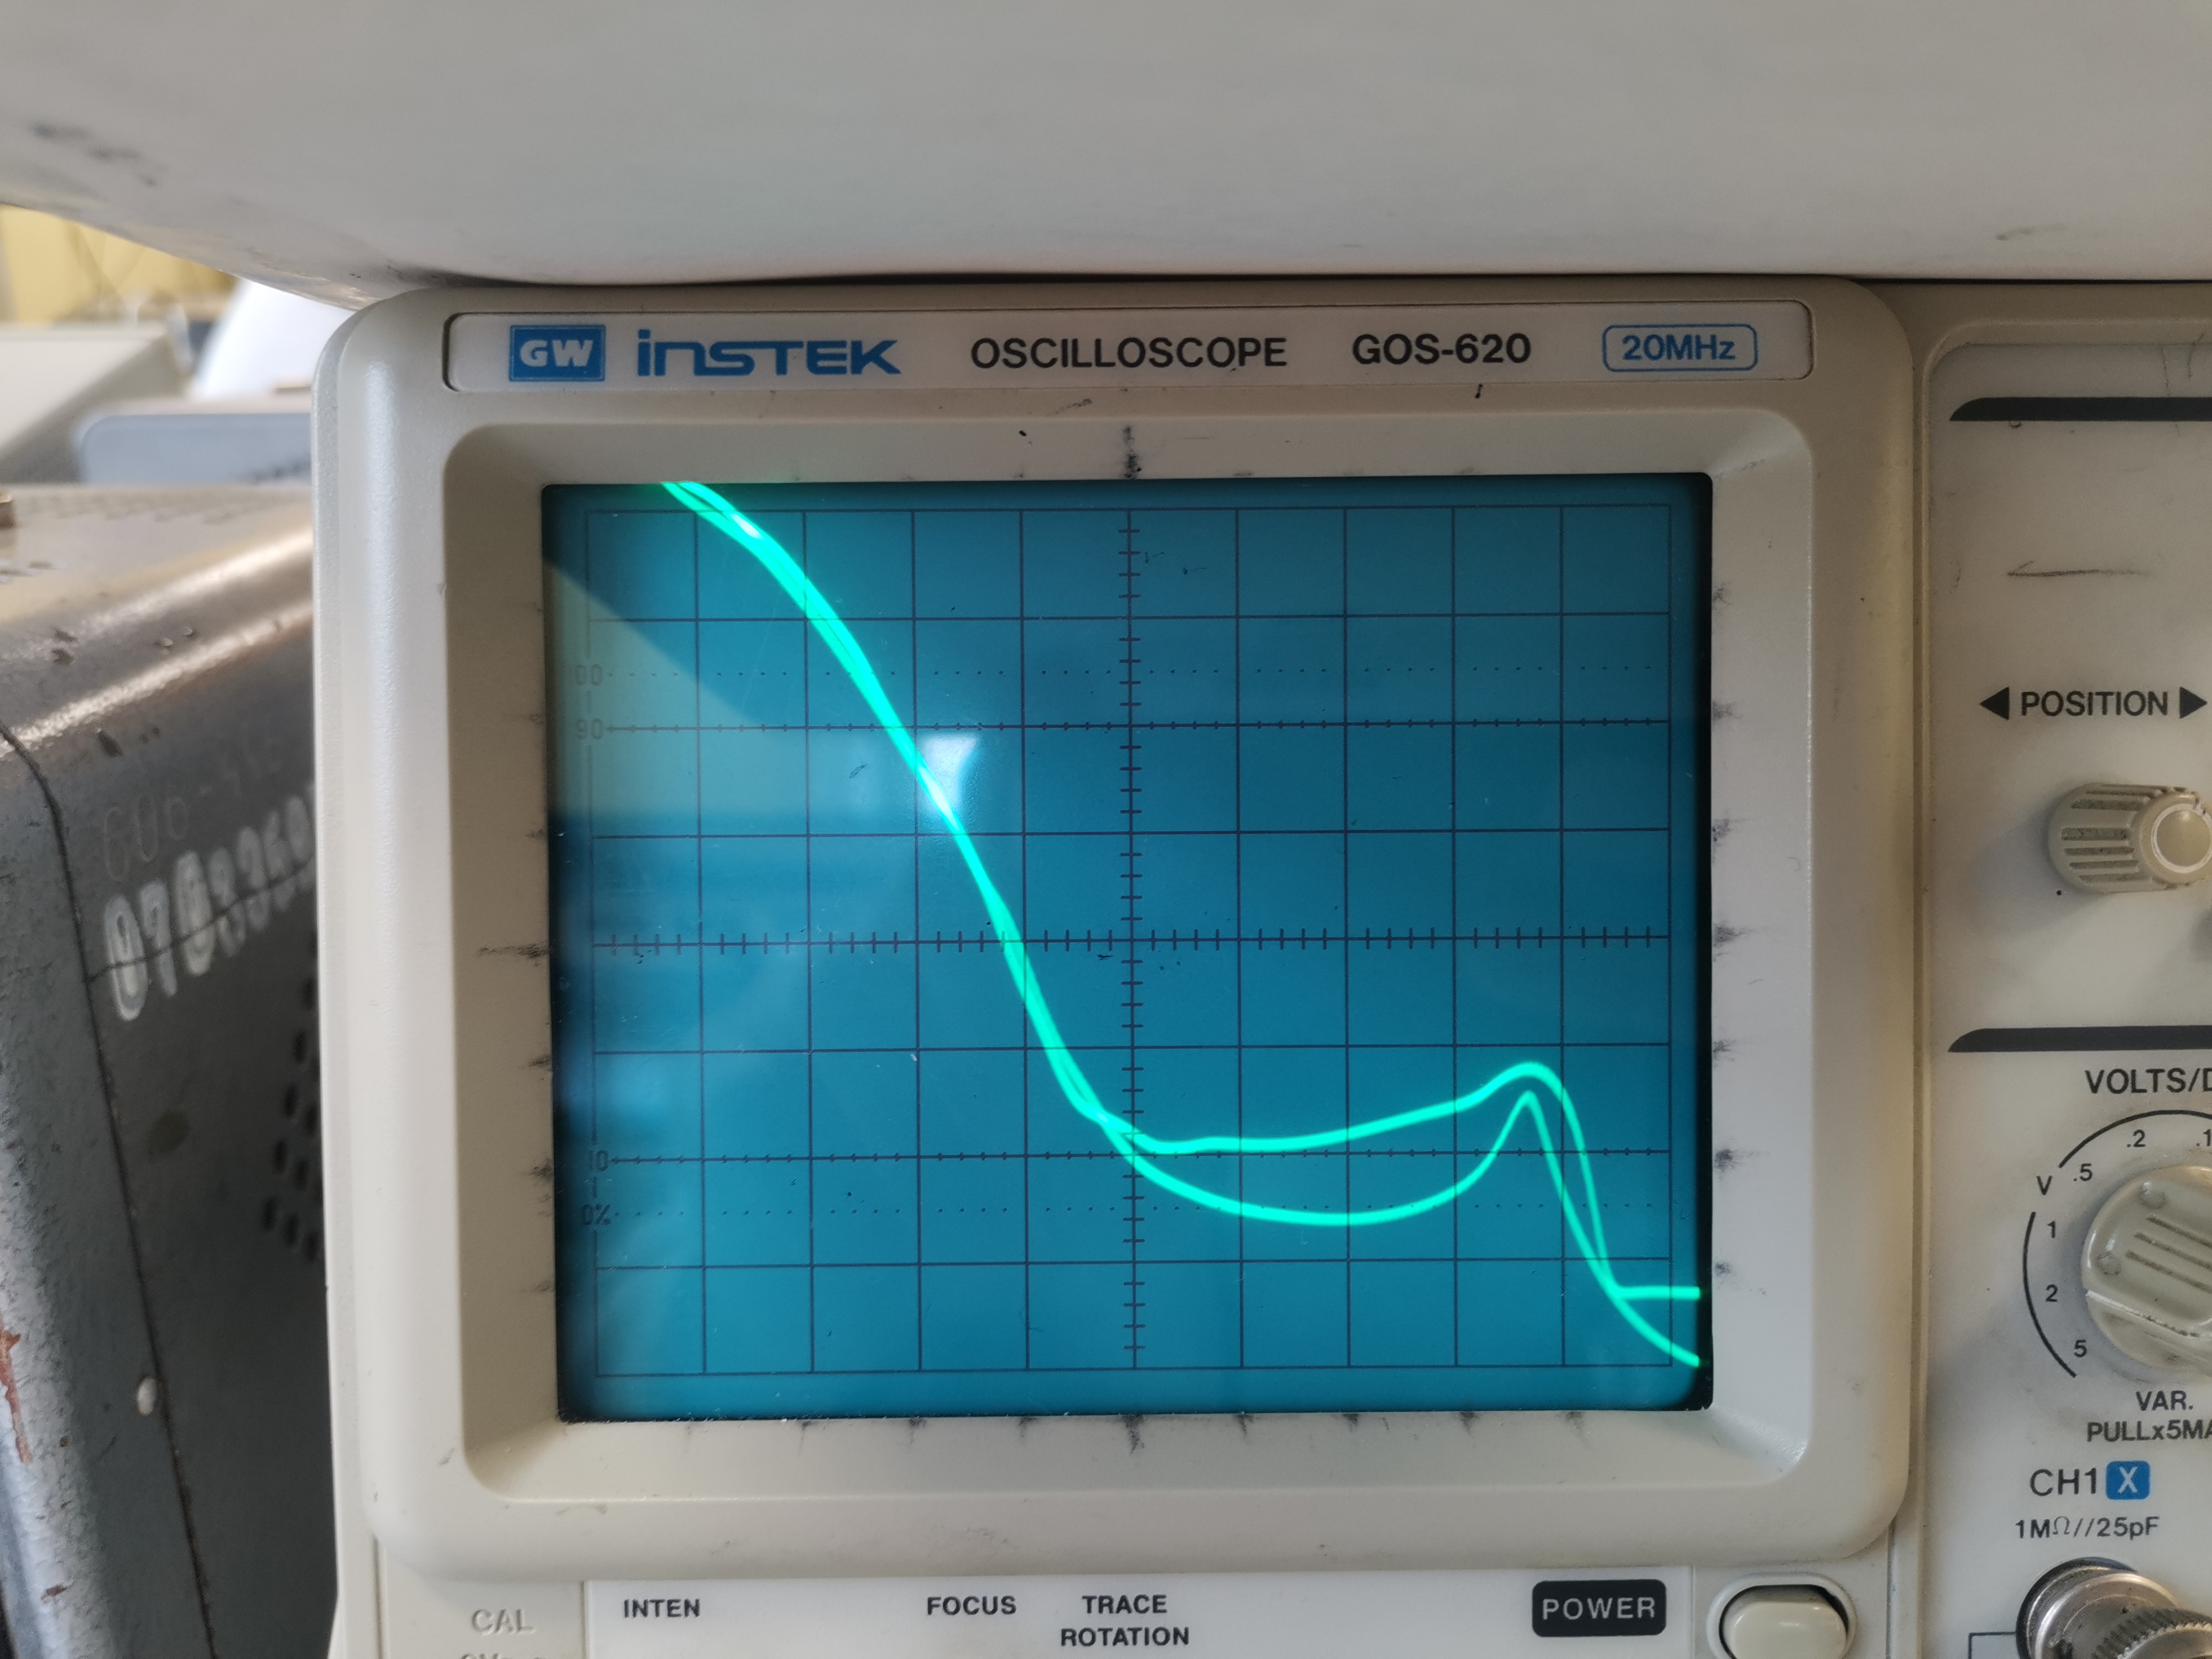 GW INSTEK OSCILLOSCOPE GOS-620 20MHz
100
90
10
0%
◀ POSITION ▶
VOLTS/D
.2
.1
V .5
1
2
5
VAR.
PULLx5MA
CH1 X
1MΩ//25pF
INTEN FOCUS TRACE ROTATION POWER
CAL